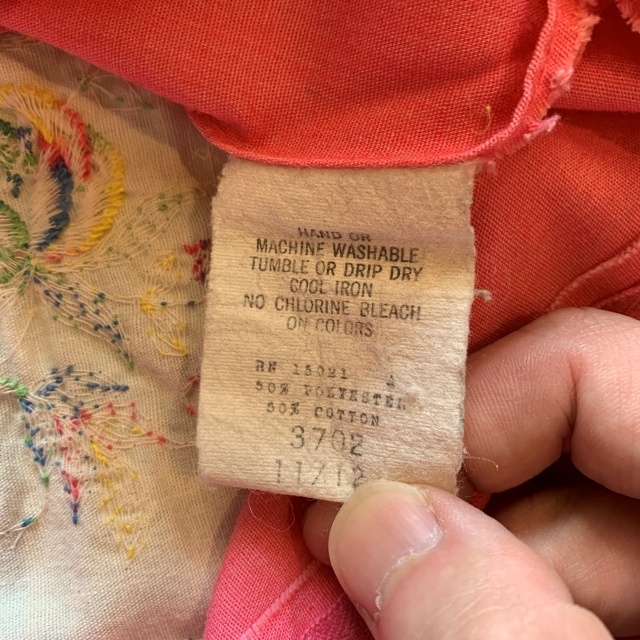 HAND OR
MACHINE WASHABLE
TUMBLE OR DRIP DRY
COOL IRON
NO CHLORINE BLEACH
ON COLORS
RN 15021 A
50% POLYESTER
50% COTTON
3702
11/12